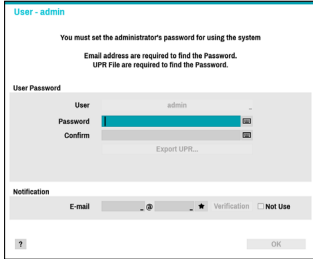 User - admin
You must set the administrator's password for using the system
Email address are required to find the Password.
UPR File are required to find the Password.
User Password
User admin
Password
Confirm
Export UPR...
Notification
E-mail @ Verification Not Use
? OK